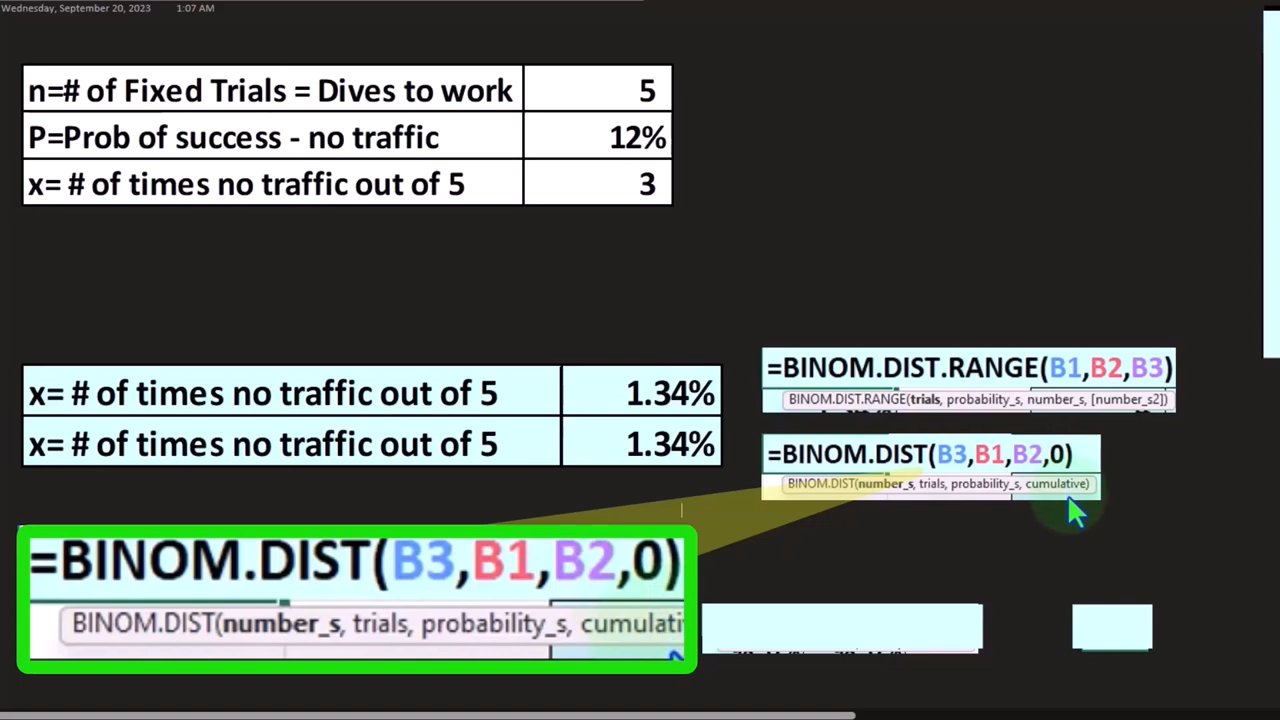 Wednesday, September 20, 2023 1:07 AM
n=# of Fixed Trials = Dives to work 5
P=Prob of success - no traffic 12%
x= # of times no traffic out of 5 3
=BINOM.DIST.RANGE(B1,B2,B3)
BINOM.DIST.RANGE(trials, probability_s, number_s, [number_s2])
x= # of times no traffic out of 5 1.34%
x= # of times no traffic out of 5 1.34%
=BINOM.DIST(B3,B1,B2,0)
BINOM.DIST(number_s, trials, probability_s, cumulative)
=BINOM.DIST(B3,B1,B2,0)
BINOM.DIST(number_s, trials, probability_s, cumulati